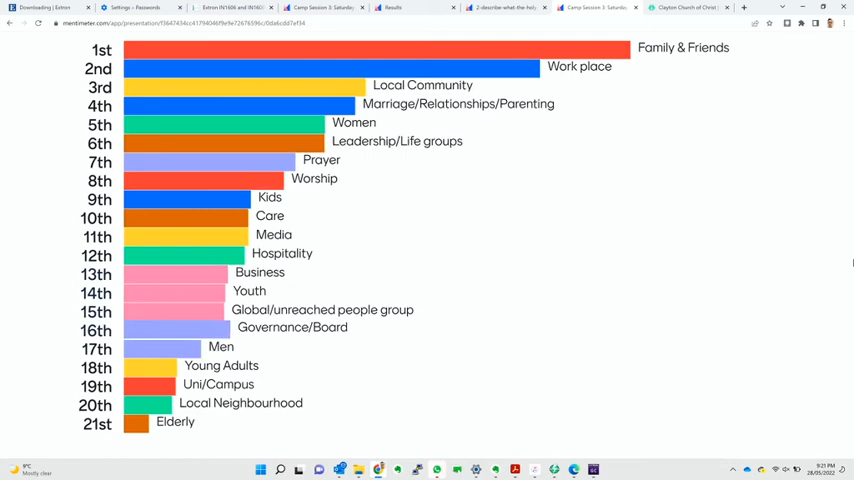 Downloading | Extron
Settings – Passwords
Extron IN1606 and IN160
Camp Session 3: Saturday
Results
2-describe-what-the-holy
Camp Session 3: Saturday
Clayton Church of Christ |
mentimeter.com/app/presentation/f3647434cc41794046f9e9e72676596c/0da6cdd7ef34
1st Family & Friends
2nd Work place
3rd Local Community
4th Marriage/Relationships/Parenting
5th Women
6th Leadership/Life groups
7th Prayer
8th Worship
9th Kids
10th Care
11th Media
12th Hospitality
13th Business
14th Youth
15th Global/unreached people group
16th Governance/Board
17th Men
18th Young Adults
19th Uni/Campus
20th Local Neighbourhood
21st Elderly
9°C
Mostly clear
9:21 PM
28/05/2022